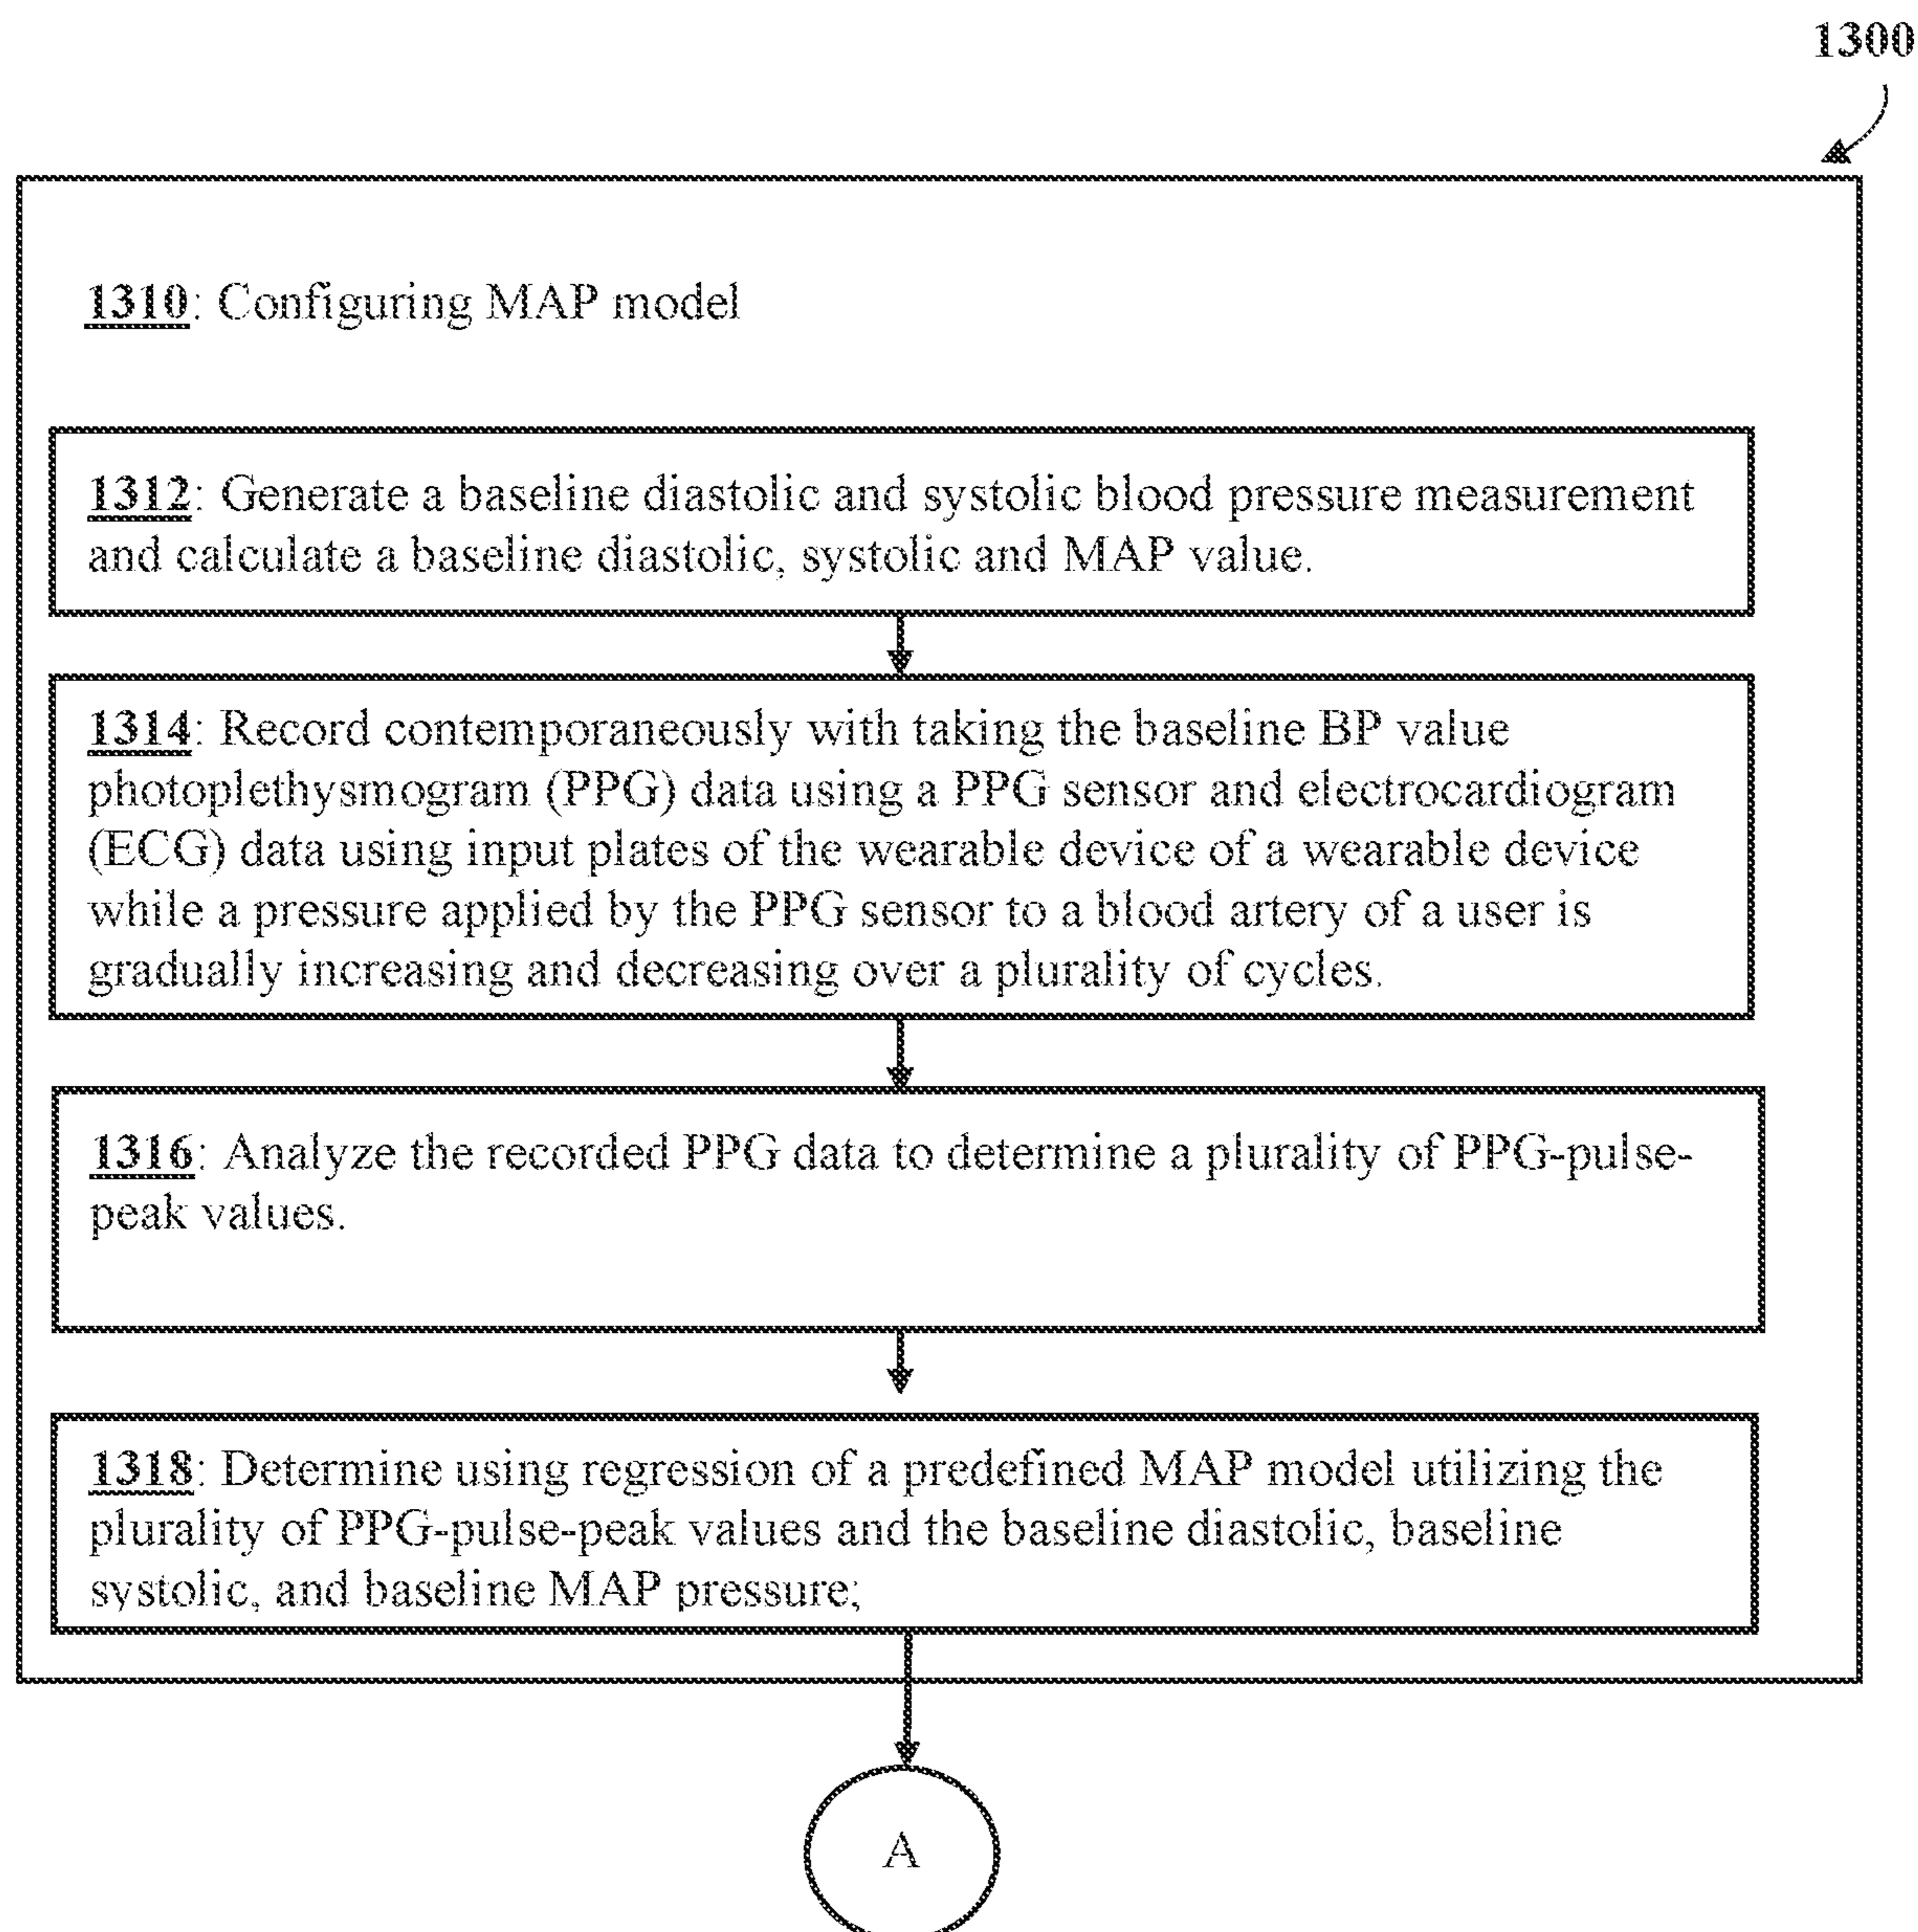 1300
1310: Configuring MAP model
1312: Generate a baseline diastolic and systolic blood pressure measurement
and calculate a baseline diastolic, systolic and MAP value.
1314: Record contemporaneously with taking the baseline BP value
photoplethysmogram (PPG) data using a PPG sensor and electrocardiogram
(ECG) data using input plates of the wearable device of a wearable device
while a pressure applied by the PPG sensor to a blood artery of a user is
gradually increasing and decreasing over a plurality of cycles.
1316: Analyze the recorded PPG data to determine a plurality of PPG-pulse-
peak values.
1318: Determine using regression of a predefined MAP model utilizing the
plurality of PPG-pulse-peak values and the baseline diastolic, baseline
systolic, and baseline MAP pressure;
A